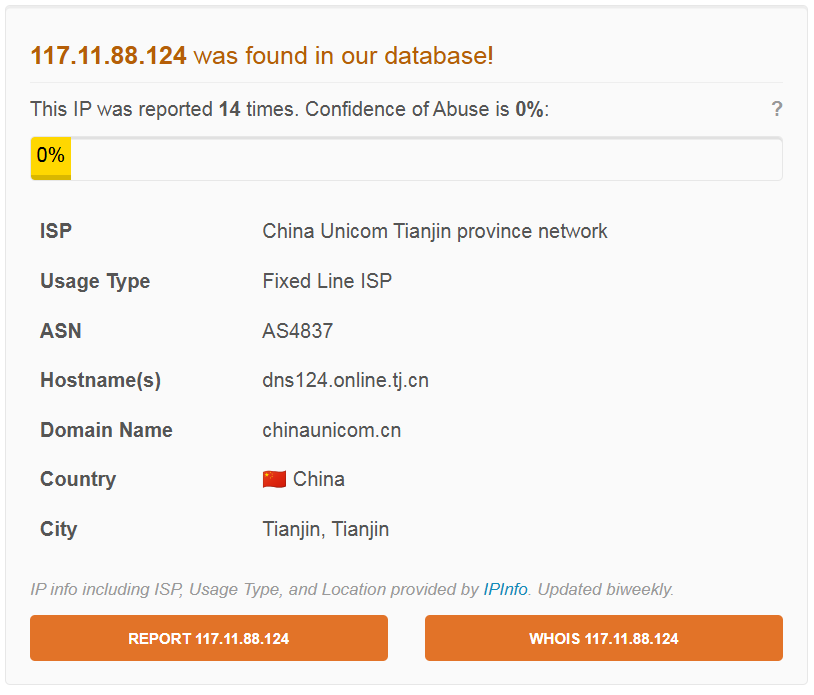 117.11.88.124 was found in our database!
This IP was reported 14 times. Confidence of Abuse is 0%: ?
0%
ISP China Unicom Tianjin province network
Usage Type Fixed Line ISP
ASN AS4837
Hostname(s) dns124.online.tj.cn
Domain Name chinaunicom.cn
Country China
City Tianjin, Tianjin
IP info including ISP, Usage Type, and Location provided by IPInfo. Updated biweekly.
REPORT 117.11.88.124 WHOIS 117.11.88.124